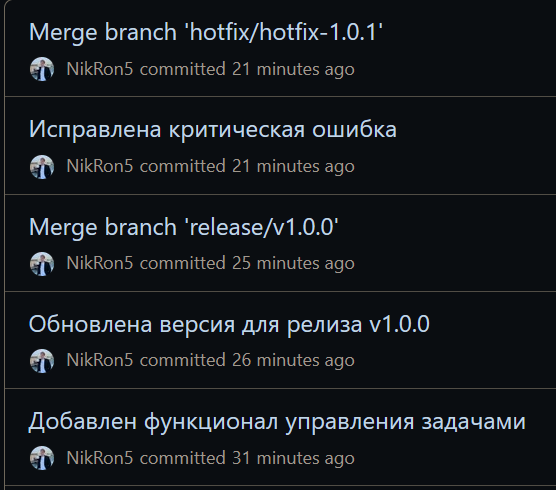 Merge branch 'hotfix/hotfix-1.0.1'
NikRon5 committed 21 minutes ago
Исправлена критическая ошибка
NikRon5 committed 21 minutes ago
Merge branch 'release/v1.0.0'
NikRon5 committed 25 minutes ago
Обновлена версия для релиза v1.0.0
NikRon5 committed 26 minutes ago
Добавлен функционал управления задачами
NikRon5 committed 31 minutes ago